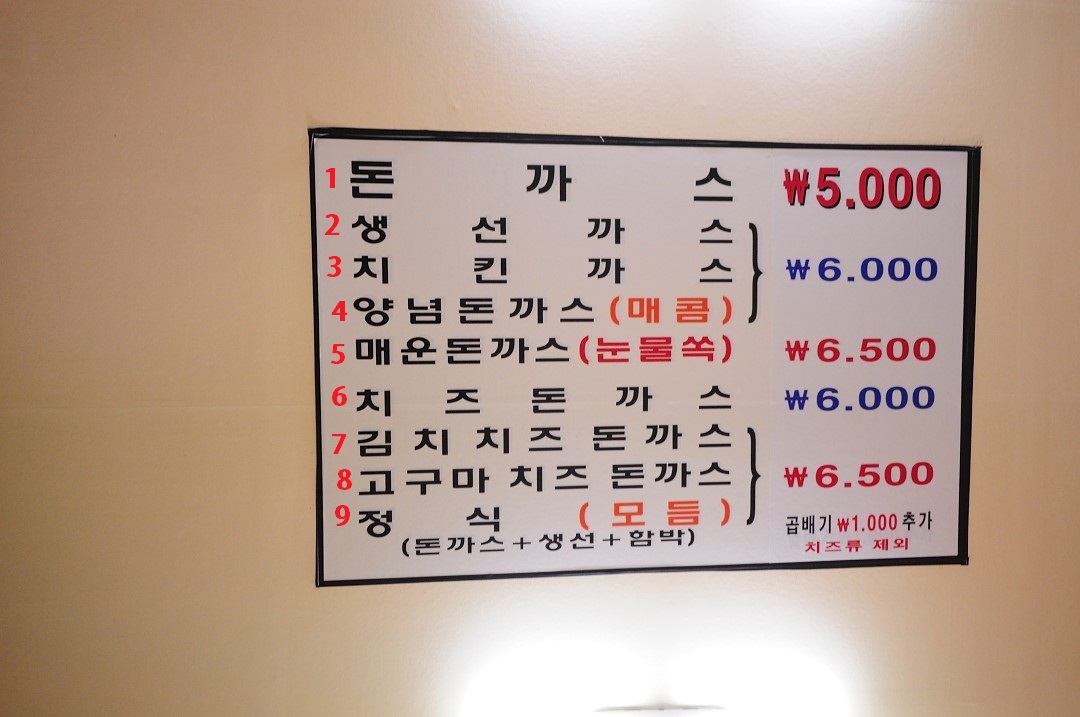 1 돈까스 ₩5.000
2 생선까스
3 치킨까스 ₩6.000
4 양념돈까스 (매콤)
5 매운돈까스 (눈물쏙) ₩6.500
6 치즈돈까스 ₩6.000
7 김치치즈 돈까스
8 고구마 치즈 돈까스 ₩6.500
9 정식 (모듬)
(돈까스+생선+함박)
곱배기 ₩1.000 추가
치즈류 제외